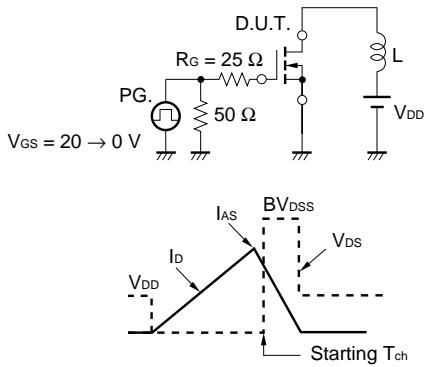 D.U.T.
RG = 25 Ω
L
PG.
50 Ω
VDD
VGS = 20 → 0 V
BVDSS
IAS
VDS
ID
VDD
Starting Tch